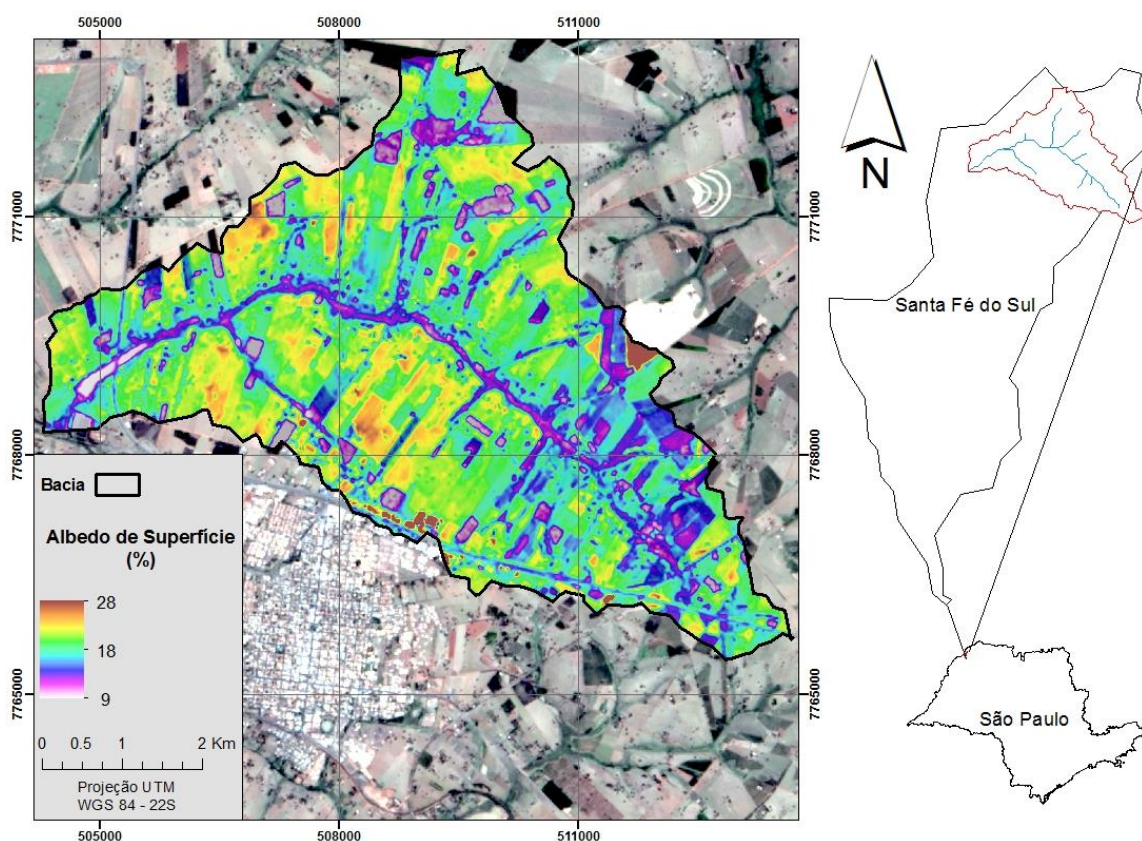 505000
508000
511000
7771000
7771000
N
Santa Fé do Sul
7768000
7768000
Bacia
Albedo de Superfície
(%)
28
18
9
7765000
7765000
São Paulo
0 0.5 1 2 Km
Projeção UTM
WGS 84 - 22S
505000
508000
511000